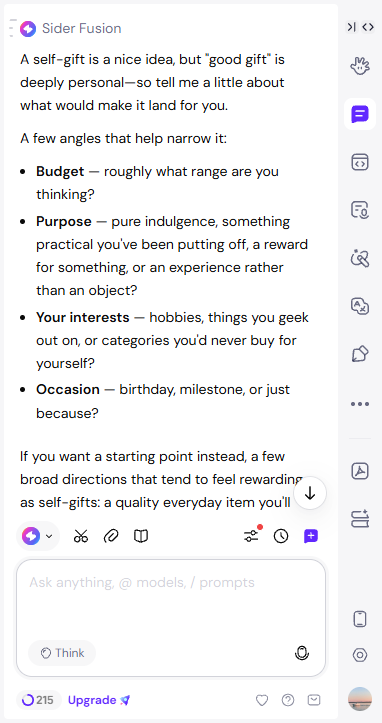 Sider Fusion
A self-gift is a nice idea, but "good gift" is
deeply personal—so tell me a little about
what would make it land for you.
A few angles that help narrow it:
• Budget — roughly what range are you
thinking?
• Purpose — pure indulgence, something
practical you've been putting off, a reward
for something, or an experience rather
than an object?
• Your interests — hobbies, things you geek
out on, or categories you'd never buy for
yourself?
• Occasion — birthday, milestone, or just
because?
If you want a starting point instead, a few
broad directions that tend to feel rewarding
as self-gifts: a quality everyday item you'll
Ask anything, @ models, / prompts
Think
215 Upgrade